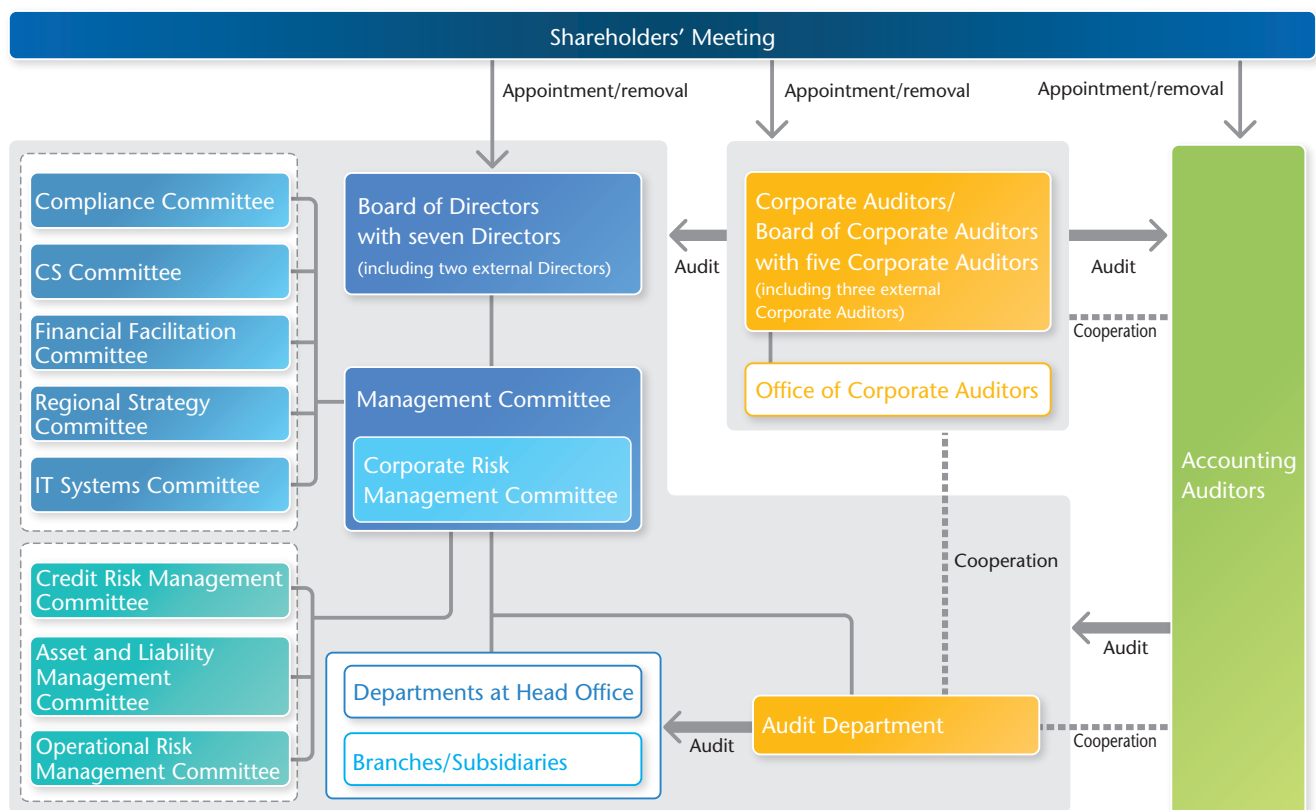 Shareholders’ Meeting
Appointment/removal
Appointment/removal
Appointment/removal
Compliance Committee
CS Committee
Financial Facilitation
Committee
Regional Strategy
Committee
IT Systems Committee
Board of Directors
with seven Directors
(including two external Directors)
Audit
Corporate Auditors/
Board of Corporate Auditors
with five Corporate Auditors
(including three external
Corporate Auditors)
Office of Corporate Auditors
Audit
Cooperation
Management Committee
Corporate Risk
Management Committee
Accounting
Auditors
Cooperation
Credit Risk Management
Committee
Asset and Liability
Management
Committee
Operational Risk
Management Committee
Departments at Head Office
Branches/Subsidiaries
Audit
Audit Department
Audit
Cooperation